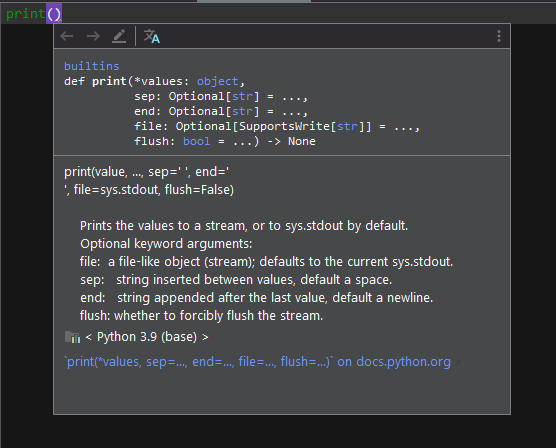 print()
builtins
def print(*values: object,
sep: Optional[str] = ...,
end: Optional[str] = ...,
file: Optional[SupportsWrite[str]] = ...,
flush: bool = ...) -> None
print(value, ..., sep=' ', end='
', file=sys.stdout, flush=False)
Prints the values to a stream, or to sys.stdout by default.
Optional keyword arguments:
file: a file-like object (stream); defaults to the current sys.stdout.
sep: string inserted between values, default a space.
end: string appended after the last value, default a newline.
flush: whether to forcibly flush the stream.
< Python 3.9 (base) >
`print(*values, sep=..., end=..., file=..., flush=...)` on docs.python.org